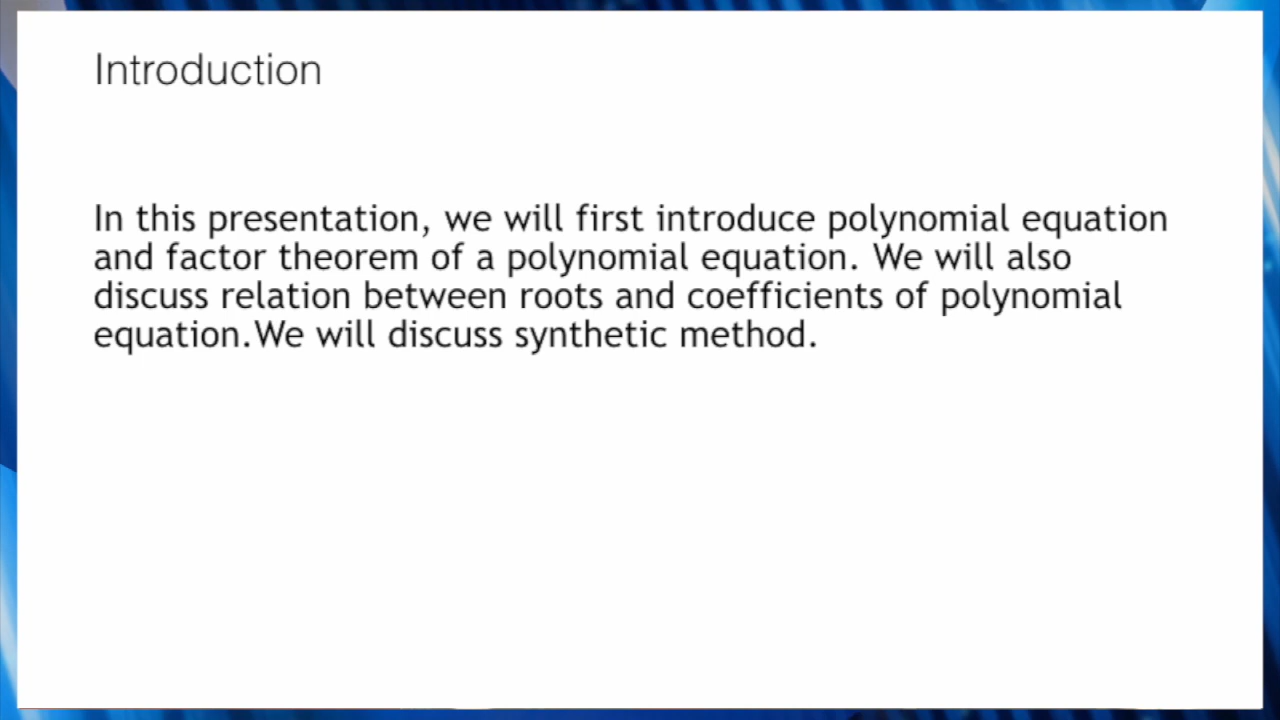 Introduction
In this presentation, we will first introduce polynomial equation
and factor theorem of a polynomial equation. We will also
discuss relation between roots and coefficients of polynomial
equation.We will discuss synthetic method.